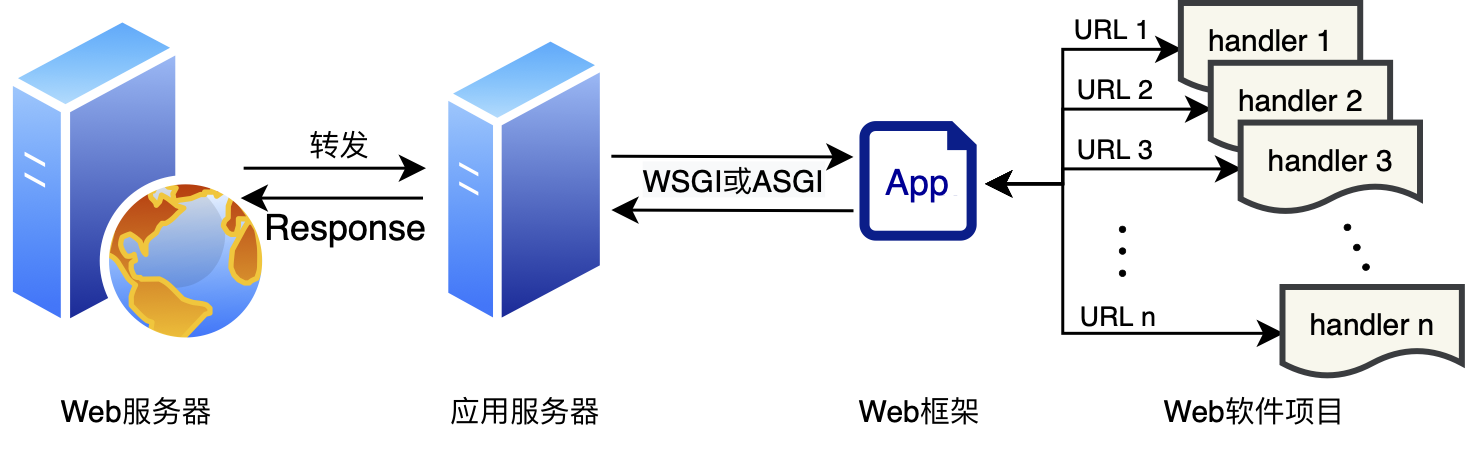 转发
Response
WSGI或ASGI
App
URL 1
handler 1
URL 2
handler 2
URL 3
handler 3
URL n
handler n
Web服务器
应用服务器
Web框架
Web软件项目